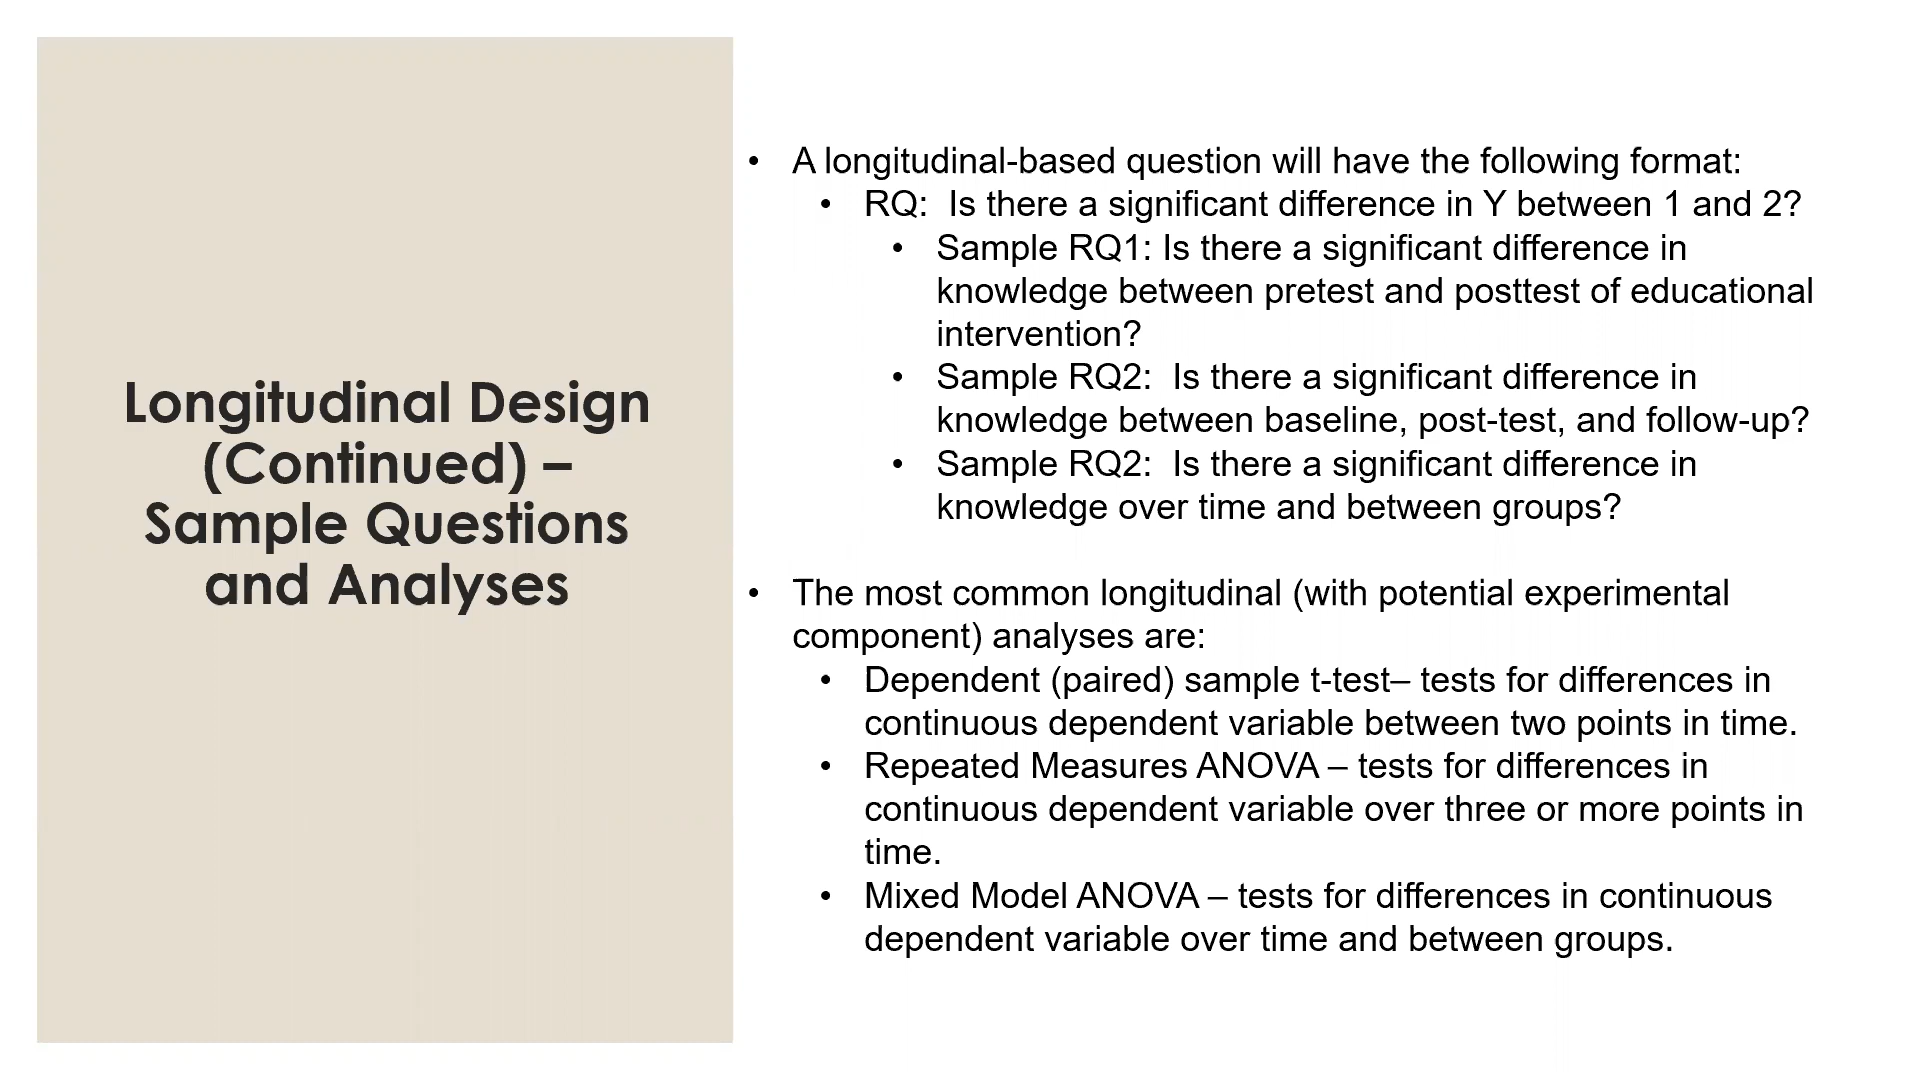 Longitudinal Design
(Continued) –
Sample Questions
and Analyses
• A longitudinal-based question will have the following format:
• RQ:  Is there a significant difference in Y between 1 and 2?
• Sample RQ1: Is there a significant difference in
knowledge between pretest and posttest of educational
intervention?
• Sample RQ2:  Is there a significant difference in
knowledge between baseline, post-test, and follow-up?
• Sample RQ2:  Is there a significant difference in
knowledge over time and between groups?
• The most common longitudinal (with potential experimental
component) analyses are:
• Dependent (paired) sample t-test– tests for differences in
continuous dependent variable between two points in time.
• Repeated Measures ANOVA – tests for differences in
continuous dependent variable over three or more points in
time.
• Mixed Model ANOVA – tests for differences in continuous
dependent variable over time and between groups.